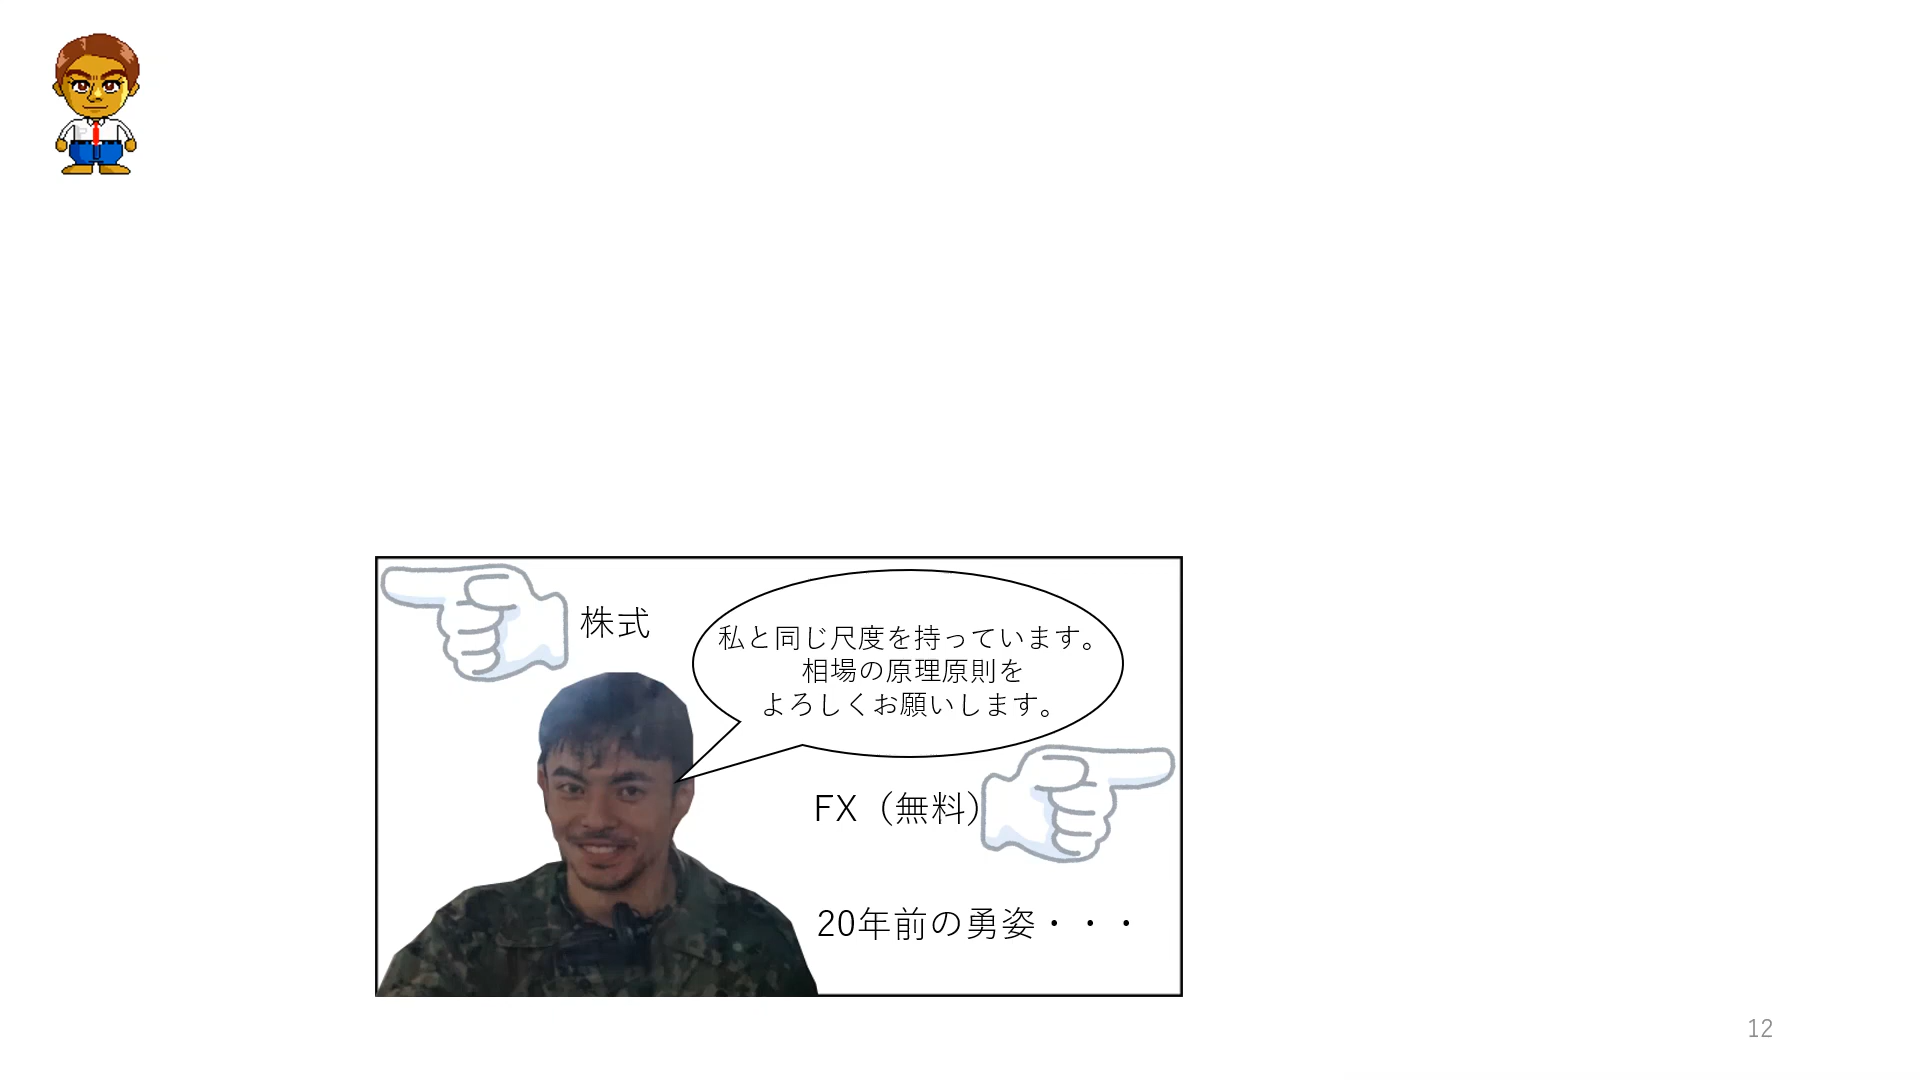 株式
私と同じ尺度を持っています。
相場の原理原則を
よろしくお願いします。
FX（無料）
20年前の勇姿・・・
12